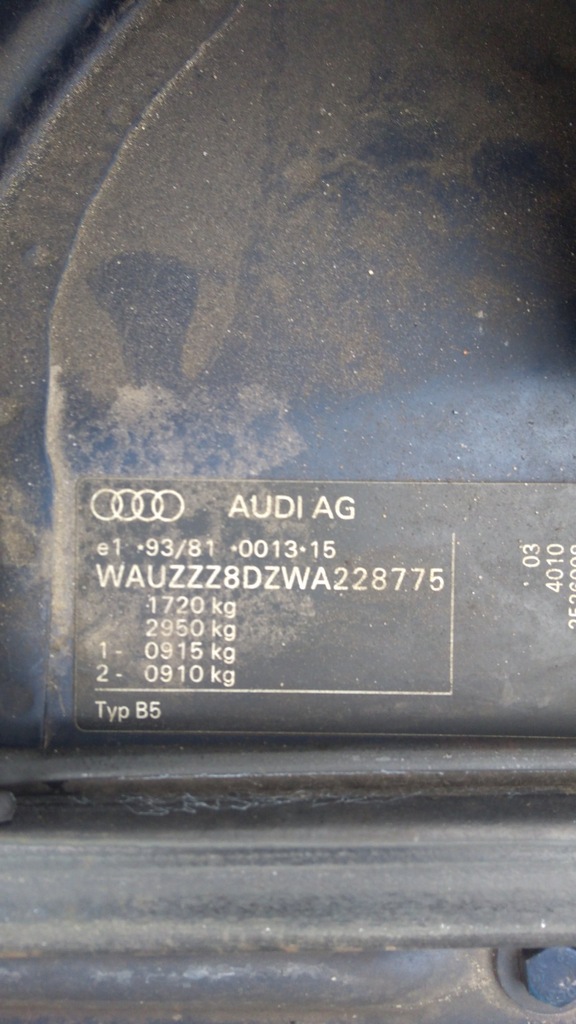 AUDI AG
e1 *93/81 *0013*15
WAUZZZ8DZWA228775
1720 kg
2950 kg
1- 0915 kg
2- 0910 kg
Typ B5
03
4010